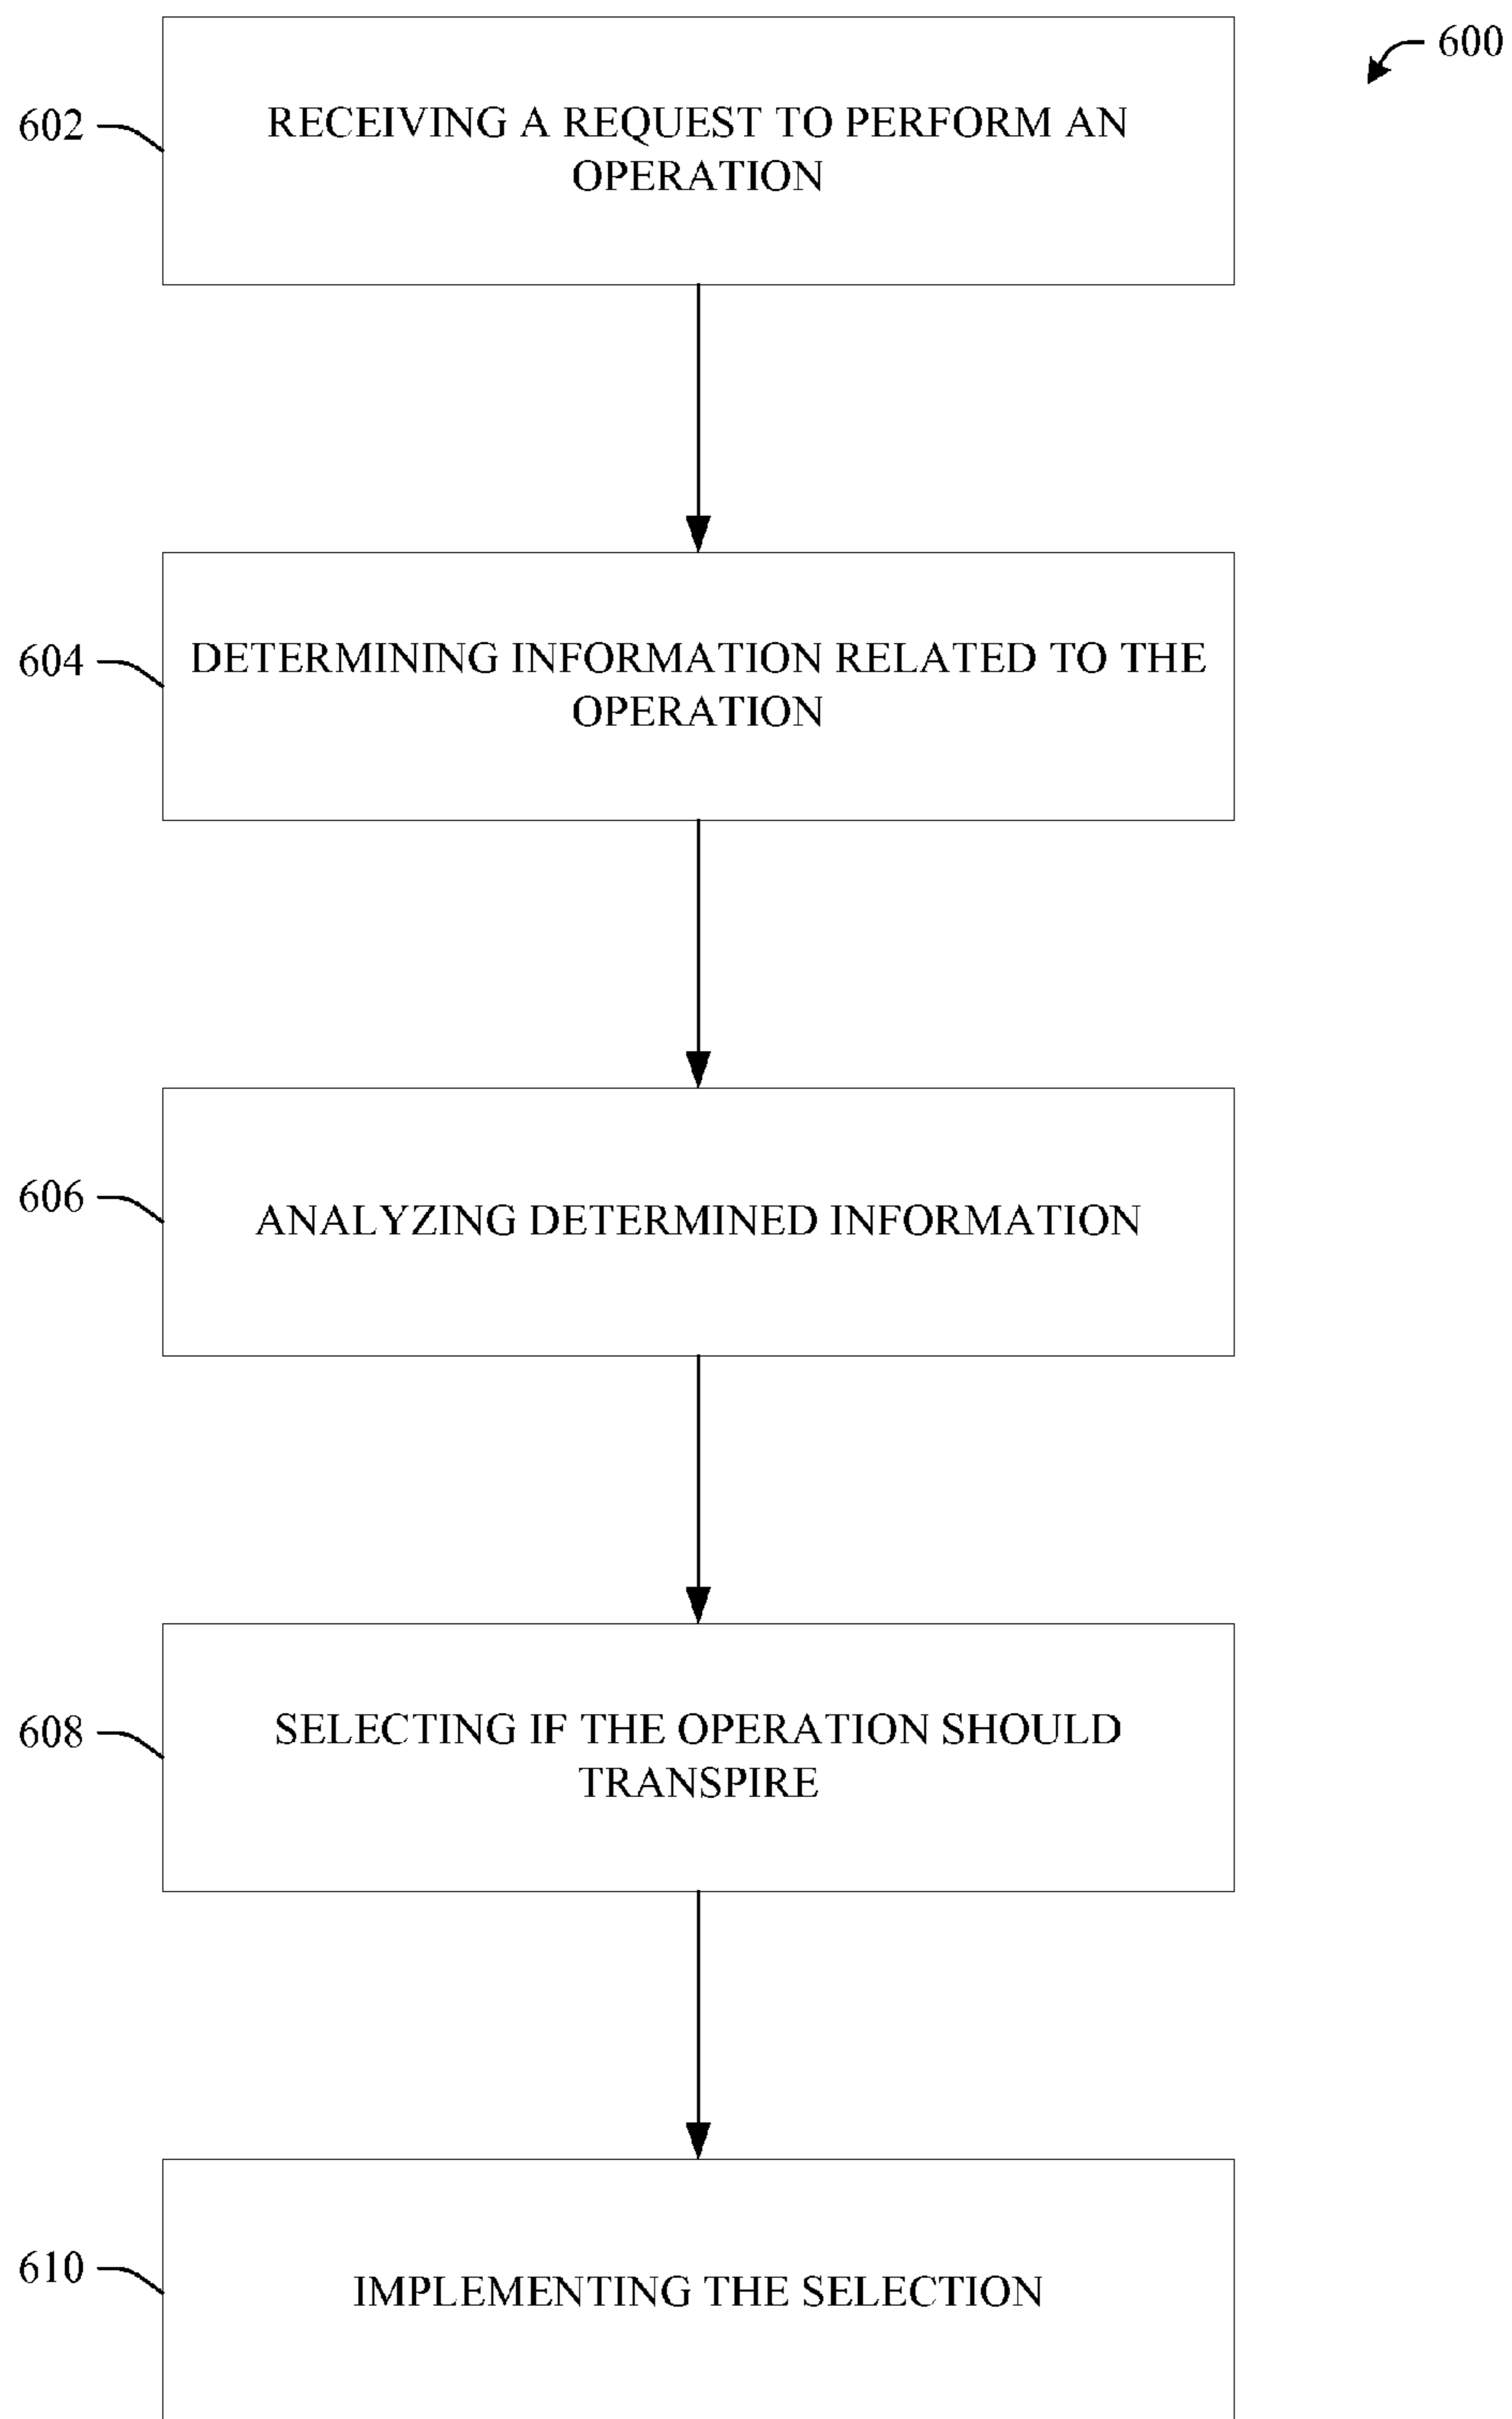 600
602
RECEIVING A REQUEST TO PERFORM AN
OPERATION
604
DETERMINING INFORMATION RELATED TO THE
OPERATION
606
ANALYZING DETERMINED INFORMATION
608
SELECTING IF THE OPERATION SHOULD
TRANSPIRE
610
IMPLEMENTING THE SELECTION